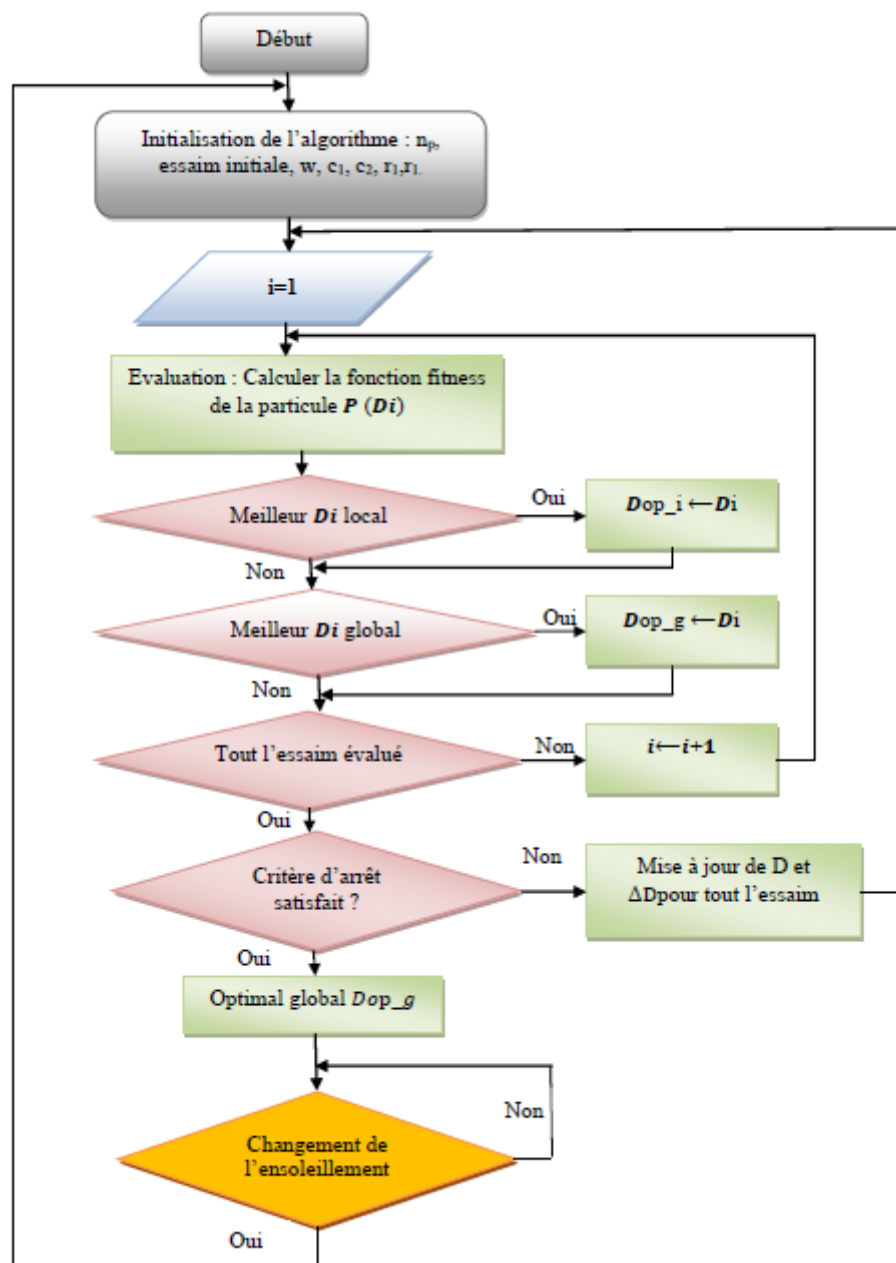 Début
Initialisation de l'algorithme : nₚ,
essaim initiale, w, c₁, c₂, r₁,r₁.
i=1
Evaluation : Calculer la fonction fitness
de la particule P (Di)
Meilleur Di local
Oui
Dop_i ←Di
Non
Meilleur Di global
Oui
Dop_g ←Di
Non
Tout l'essaim évalué
Non
i←i+1
Oui
Critère d'arrêt
satisfait ?
Non
Mise à jour de D et
ΔDpour tout l'essaim
Oui
Optimal global Dop_g
Non
Changement de
l'ensoleillement
Oui